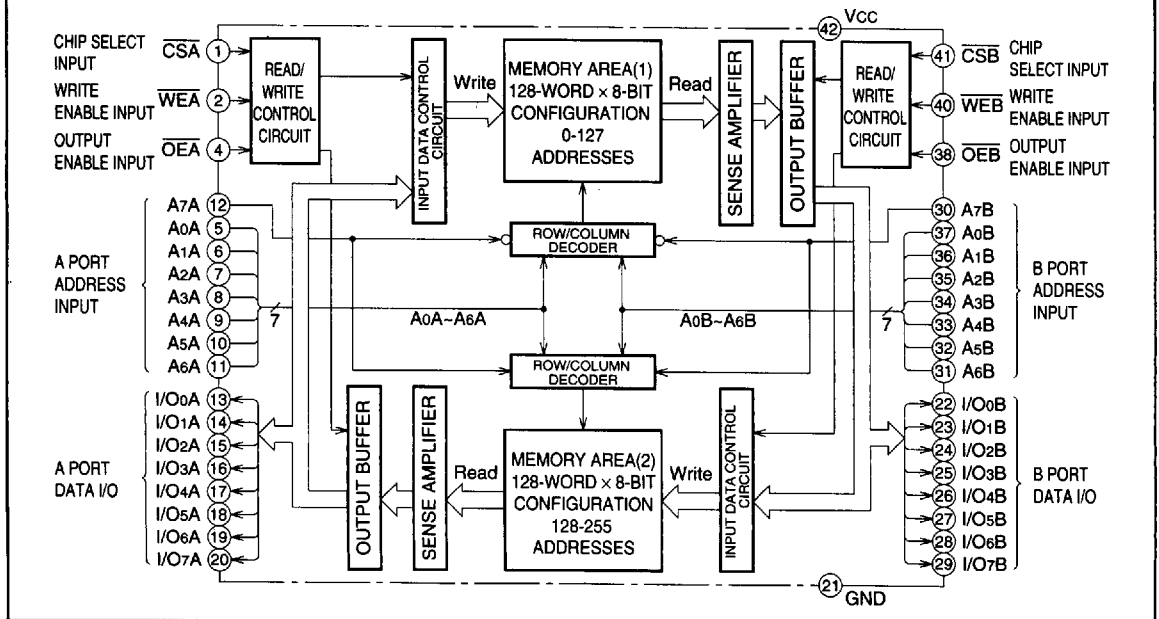 CHIP SELECT
INPUT
CSA
1
WRITE
ENABLE INPUT
WEA
2
OUTPUT
ENABLE INPUT
OEA
4
READ/
WRITE
CONTROL
CIRCUIT
INPUT DATA CONTROL
CIRCUIT
Write
MEMORY AREA(1)
128-WORD × 8-BIT
CONFIGURATION
0-127
ADDRESSES
Read
SENSE AMPLIFIER
OUTPUT BUFFER
READ/
WRITE
CONTROL
CIRCUIT
42
Vcc
41
CSB
CHIP
SELECT INPUT
40
WEB
WRITE
ENABLE INPUT
38
OEB
OUTPUT
ENABLE INPUT
A PORT
ADDRESS
INPUT
A7A 12
A0A 5
A1A 6
A2A 7
A3A 8
A4A 9
A5A 10
A6A 11
7
A0A~A6A
ROW/COLUMN
DECODER
A0B~A6B
ROW/COLUMN
DECODER
7
30 A7B
37 A0B
36 A1B
35 A2B
34 A3B
33 A4B
32 A5B
31 A6B
B PORT
ADDRESS
INPUT
A PORT
DATA I/O
I/O0A 13
I/O1A 14
I/O2A 15
I/O3A 16
I/O4A 17
I/O5A 18
I/O6A 19
I/O7A 20
OUTPUT BUFFER
SENSE AMPLIFIER
Read
MEMORY AREA(2)
128-WORD × 8-BIT
CONFIGURATION
128-255
ADDRESSES
Write
INPUT DATA CONTROL
CIRCUIT
22 I/O0B
23 I/O1B
24 I/O2B
25 I/O3B
26 I/O4B
27 I/O5B
28 I/O6B
29 I/O7B
B PORT
DATA I/O
21
GND